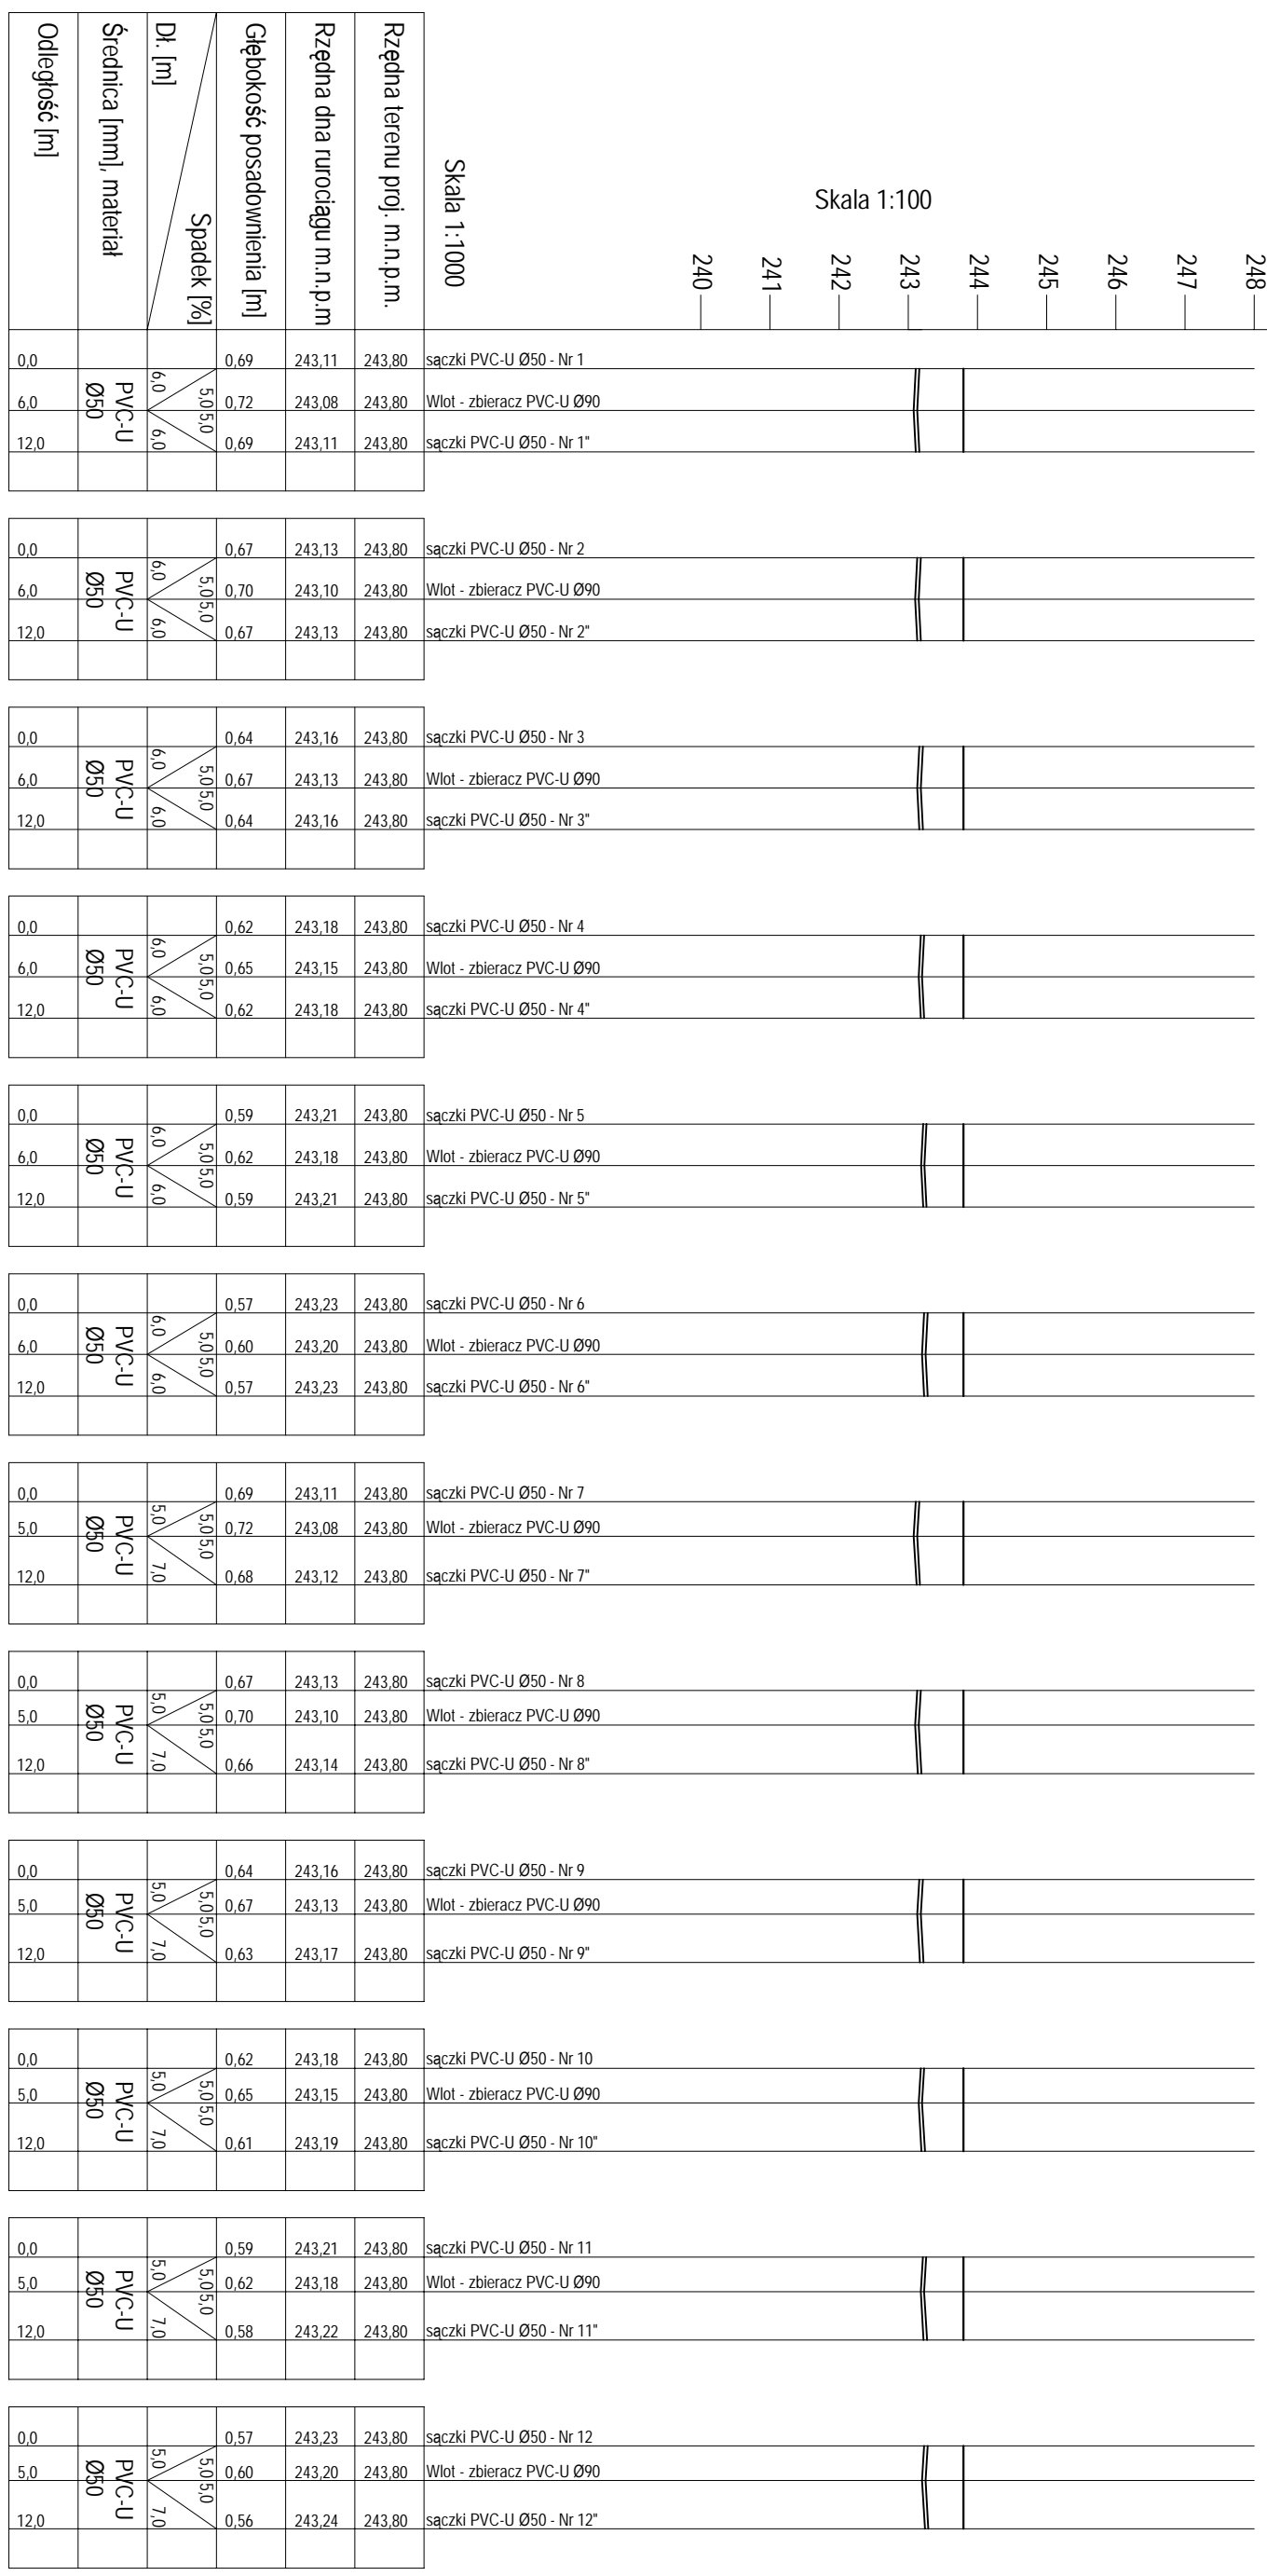 Skala 1:100
248
247
246
245
244
243
242
241
240
Skala 1:1000
Rzędna terenu proj. m.n.p.m.
Rzędna dna rurociągu m.n.p.m
Głębokość posadownienia [m]
Spadek [%]
Dł. [m]
Średnica [mm], materiał
Odległość [m]
0,0 0,69 243,11 243,80 sączki PVC-U Ø50 - Nr 1
6,0 0,72 243,08 243,80 Wlot - zbieracz PVC-U Ø90
12,0 0,69 243,11 243,80 sączki PVC-U Ø50 - Nr 1"
PVC-U
Ø50
6,0 6,0
5,0 5,0
0,0 0,67 243,13 243,80 sączki PVC-U Ø50 - Nr 2
6,0 0,70 243,10 243,80 Wlot - zbieracz PVC-U Ø90
12,0 0,67 243,13 243,80 sączki PVC-U Ø50 - Nr 2"
PVC-U
Ø50
6,0 6,0
5,0 5,0
0,0 0,64 243,16 243,80 sączki PVC-U Ø50 - Nr 3
6,0 0,67 243,13 243,80 Wlot - zbieracz PVC-U Ø90
12,0 0,64 243,16 243,80 sączki PVC-U Ø50 - Nr 3"
PVC-U
Ø50
6,0 6,0
5,0 5,0
0,0 0,62 243,18 243,80 sączki PVC-U Ø50 - Nr 4
6,0 0,65 243,15 243,80 Wlot - zbieracz PVC-U Ø90
12,0 0,62 243,18 243,80 sączki PVC-U Ø50 - Nr 4"
PVC-U
Ø50
6,0 6,0
5,0 5,0
0,0 0,59 243,21 243,80 sączki PVC-U Ø50 - Nr 5
6,0 0,62 243,18 243,80 Wlot - zbieracz PVC-U Ø90
12,0 0,59 243,21 243,80 sączki PVC-U Ø50 - Nr 5"
PVC-U
Ø50
6,0 6,0
5,0 5,0
0,0 0,57 243,23 243,80 sączki PVC-U Ø50 - Nr 6
6,0 0,60 243,20 243,80 Wlot - zbieracz PVC-U Ø90
12,0 0,57 243,23 243,80 sączki PVC-U Ø50 - Nr 6"
PVC-U
Ø50
6,0 6,0
5,0 5,0
0,0 0,69 243,11 243,80 sączki PVC-U Ø50 - Nr 7
5,0 0,72 243,08 243,80 Wlot - zbieracz PVC-U Ø90
12,0 0,68 243,12 243,80 sączki PVC-U Ø50 - Nr 7"
PVC-U
Ø50
5,0 7,0
5,0 5,0
0,0 0,67 243,13 243,80 sączki PVC-U Ø50 - Nr 8
5,0 0,70 243,10 243,80 Wlot - zbieracz PVC-U Ø90
12,0 0,66 243,14 243,80 sączki PVC-U Ø50 - Nr 8"
PVC-U
Ø50
5,0 7,0
5,0 5,0
0,0 0,64 243,16 243,80 sączki PVC-U Ø50 - Nr 9
5,0 0,67 243,13 243,80 Wlot - zbieracz PVC-U Ø90
12,0 0,63 243,17 243,80 sączki PVC-U Ø50 - Nr 9"
PVC-U
Ø50
5,0 7,0
5,0 5,0
0,0 0,62 243,18 243,80 sączki PVC-U Ø50 - Nr 10
5,0 0,65 243,15 243,80 Wlot - zbieracz PVC-U Ø90
12,0 0,61 243,19 243,80 sączki PVC-U Ø50 - Nr 10"
PVC-U
Ø50
5,0 7,0
5,0 5,0
0,0 0,59 243,21 243,80 sączki PVC-U Ø50 - Nr 11
5,0 0,62 243,18 243,80 Wlot - zbieracz PVC-U Ø90
12,0 0,58 243,22 243,80 sączki PVC-U Ø50 - Nr 11"
PVC-U
Ø50
5,0 7,0
5,0 5,0
0,0 0,57 243,23 243,80 sączki PVC-U Ø50 - Nr 12
5,0 0,60 243,20 243,80 Wlot - zbieracz PVC-U Ø90
12,0 0,56 243,24 243,80 sączki PVC-U Ø50 - Nr 12"
PVC-U
Ø50
5,0 7,0
5,0 5,0